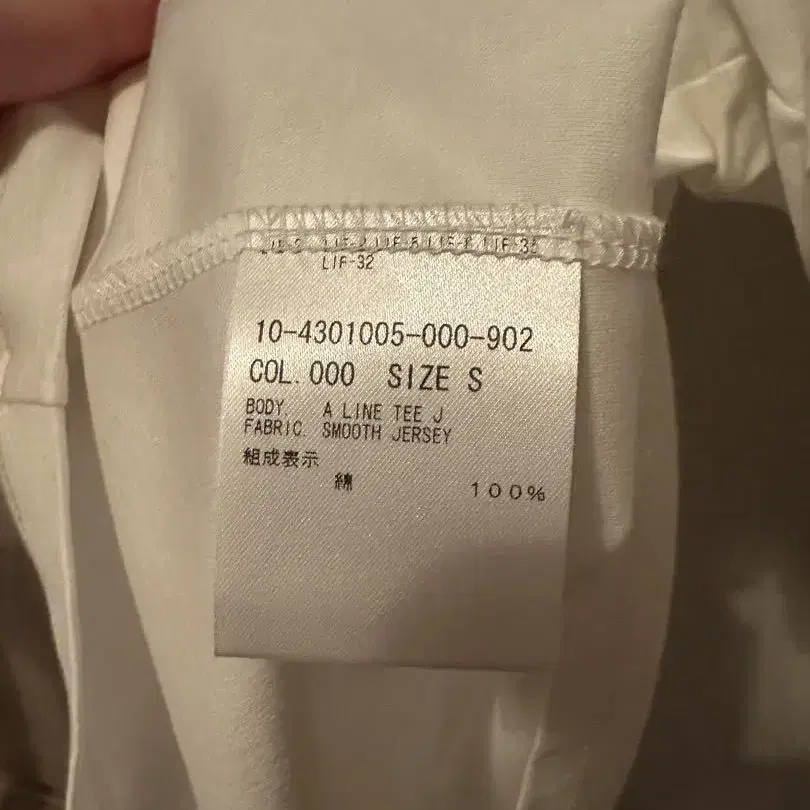 LIF-32
10-4301005-000-902
COL. 000 SIZE S
BODY. A LINE TEE J
FABRIC. SMOOTH JERSEY
組成表示
綿 100%